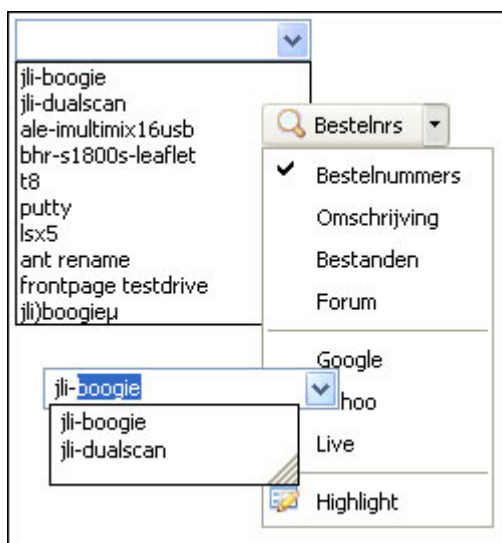 jli-boogie
jli-dualscan
ale-imultimix16usb
bhr-s1800s-leaflet
t8
putty
lsx5
ant rename
frontpage testdrive
jli)boogieµ
Bestelnrs
Bestelnummers
Omschrijving
Bestanden
Forum
Google
hoo
Live
Highlight
jli-boogie
jli-boogie
jli-dualscan